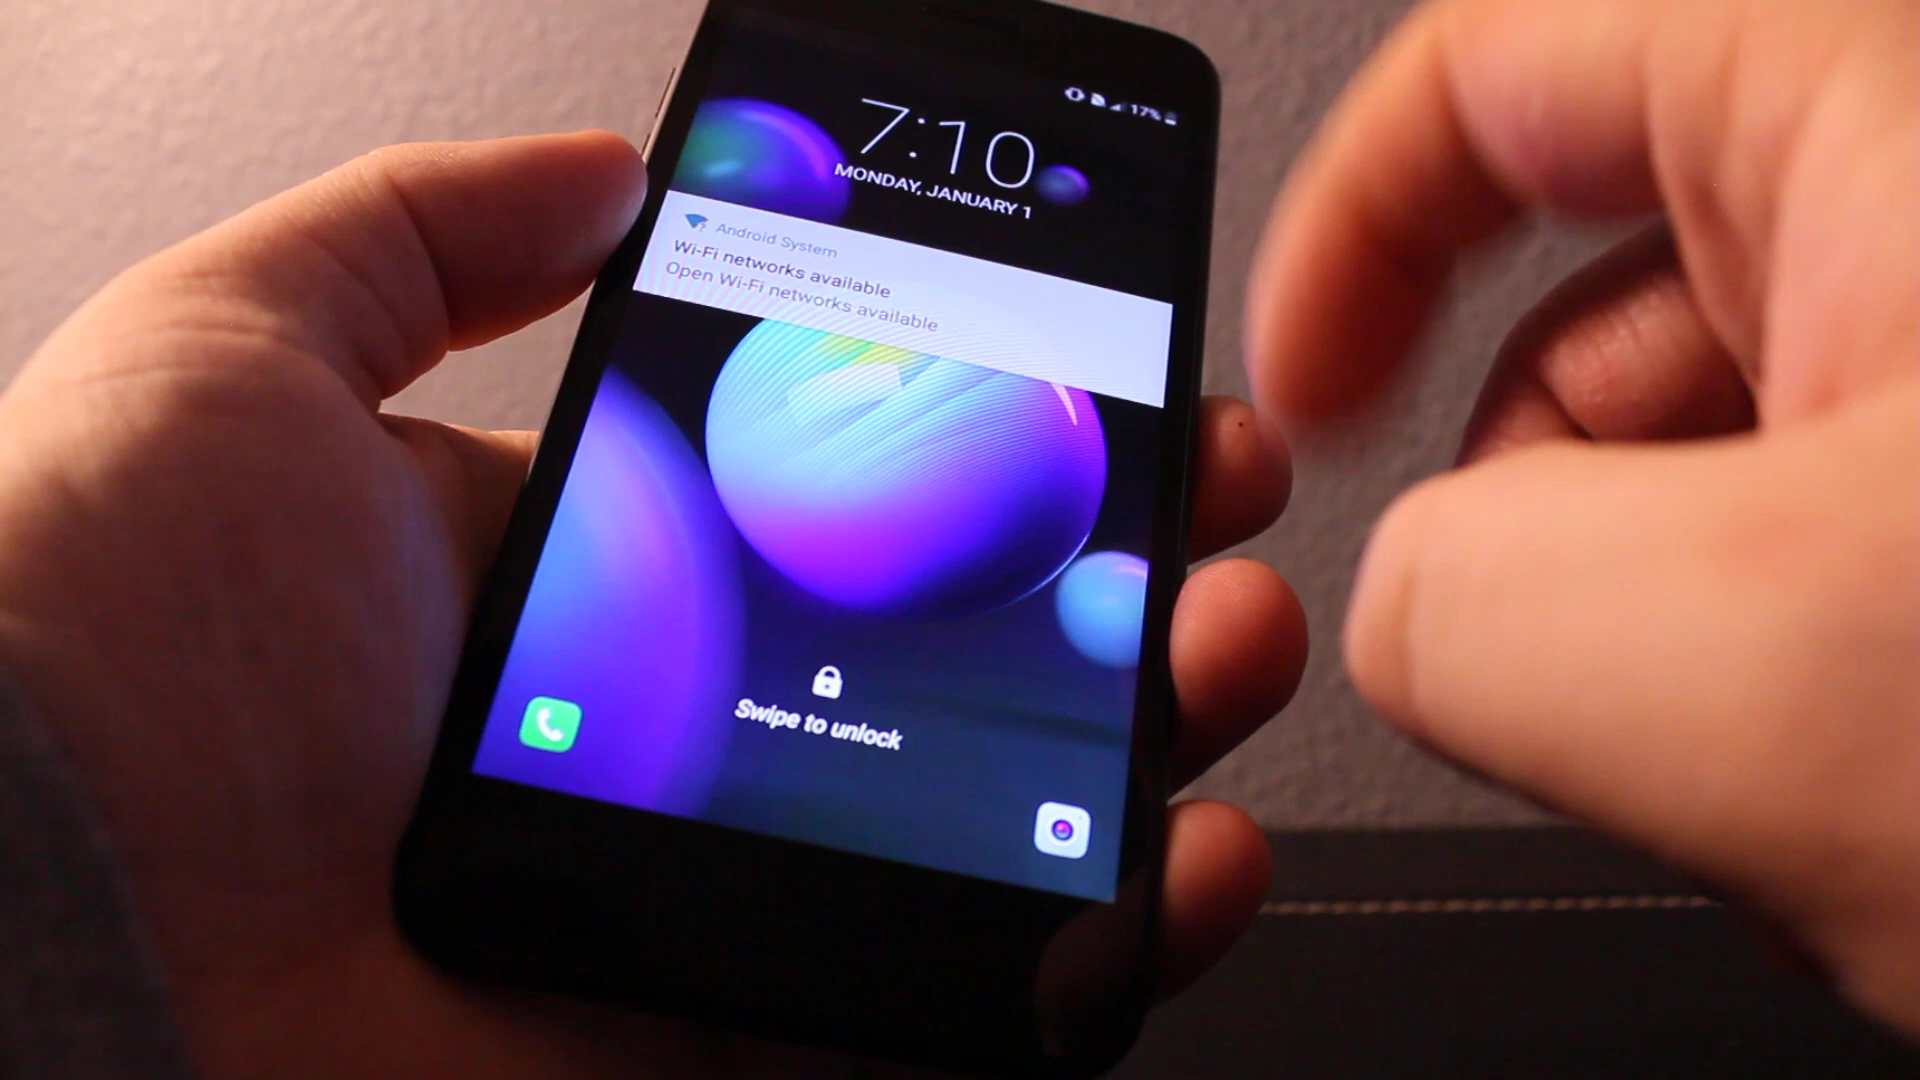 17%
7:10
MONDAY, JANUARY 1
Android System
Wi-Fi networks available
Open Wi-Fi networks available
Swipe to unlock